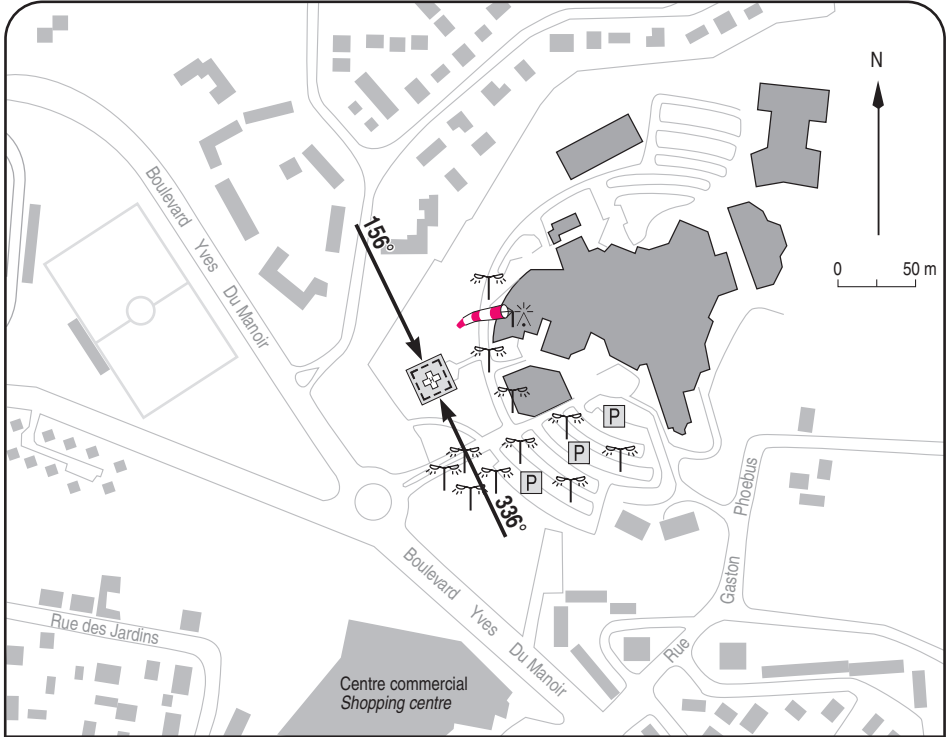 N
Boulevard Yves Du Manoir
156°
0 50 m
P
P
P
336°
Phoebus
Gaston
Rue
Boulevard Yves Du Manoir
Rue des Jardins
Centre commercial
Shopping centre